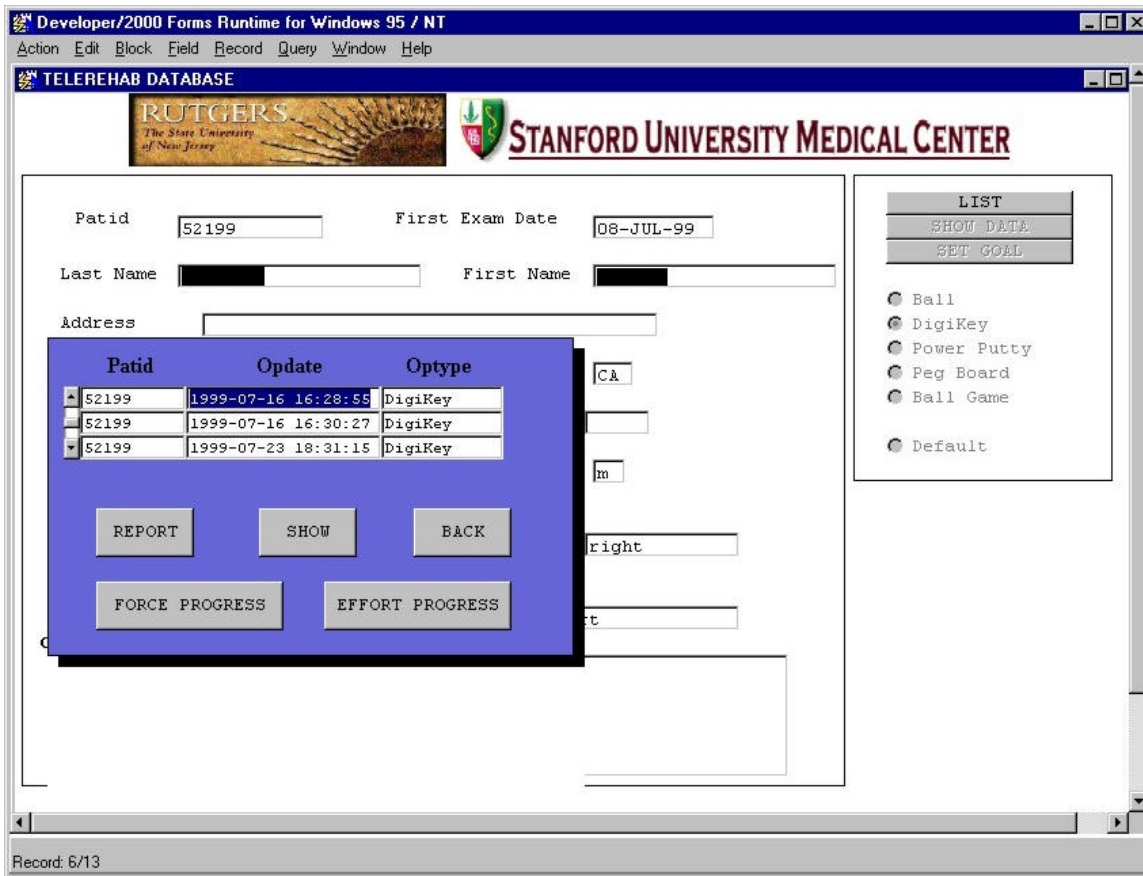 Developer/2000 Forms Runtime for Windows 95 / NT
Action Edit Block Field Record Query Window Help
TELEREHAB DATABASE
RUTGERS
The State University
of New Jersey
STANFORD UNIVERSITY MEDICAL CENTER
Patid 52199 First Exam Date 08-JUL-99
Last Name First Name
Address
CA
m
right
rt
Patid Opdate Optype
52199 1999-07-16 16:28:55 DigiKey
52199 1999-07-16 16:30:27 DigiKey
52199 1999-07-23 18:31:15 DigiKey
REPORT SHOW BACK
FORCE PROGRESS EFFORT PROGRESS
LIST
SHOW DATA
SET GOAL
Ball
DigiKey
Power Putty
Peg Board
Ball Game
Default
Record: 6/13